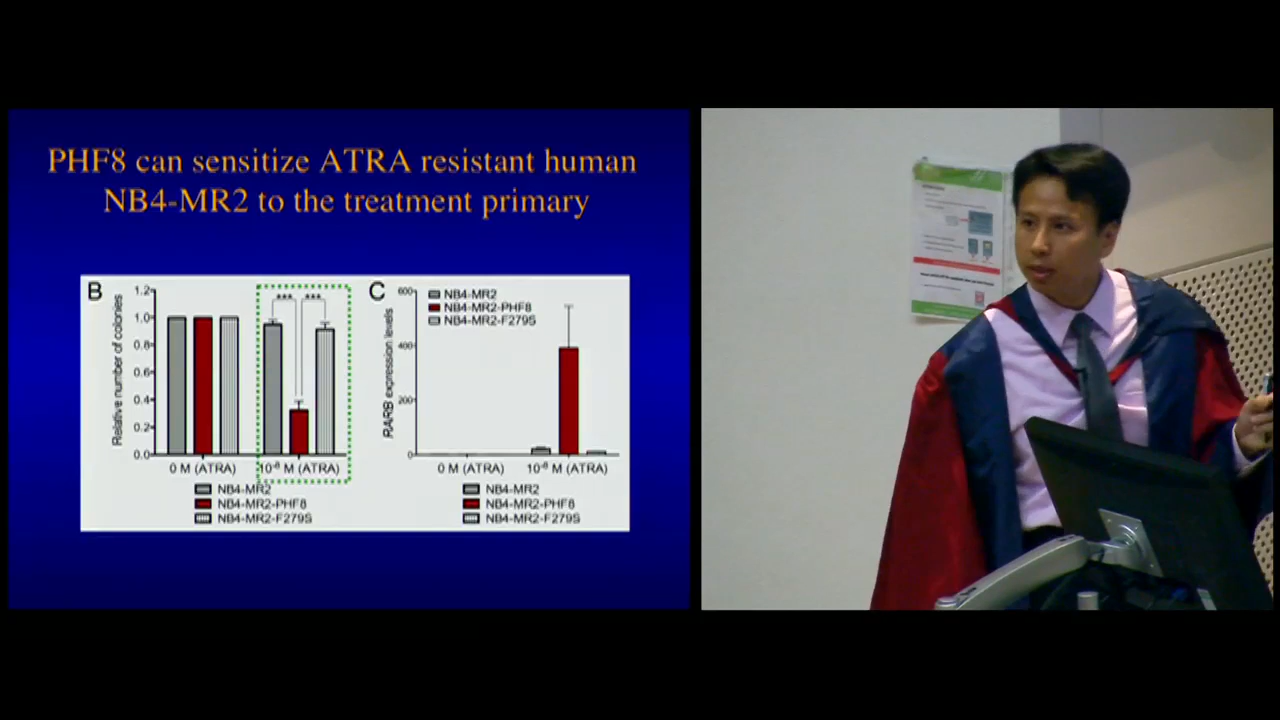 PHF8 can sensitize ATRA resistant human
NB4-MR2 to the treatment primary
B
Relative number of colonies
1.2
1.0
0.8
0.6
0.4
0.2
0.0
***
***
0 M (ATRA)
10⁻⁸ M (ATRA)
NB4-MR2
NB4-MR2-PHF8
NB4-MR2-F279S
C
RARB expression levels
600
400
200
0
NB4-MR2
NB4-MR2-PHF8
NB4-MR2-F279S
0 M (ATRA)
10⁻⁸ M (ATRA)
NB4-MR2
NB4-MR2-PHF8
NB4-MR2-F279S